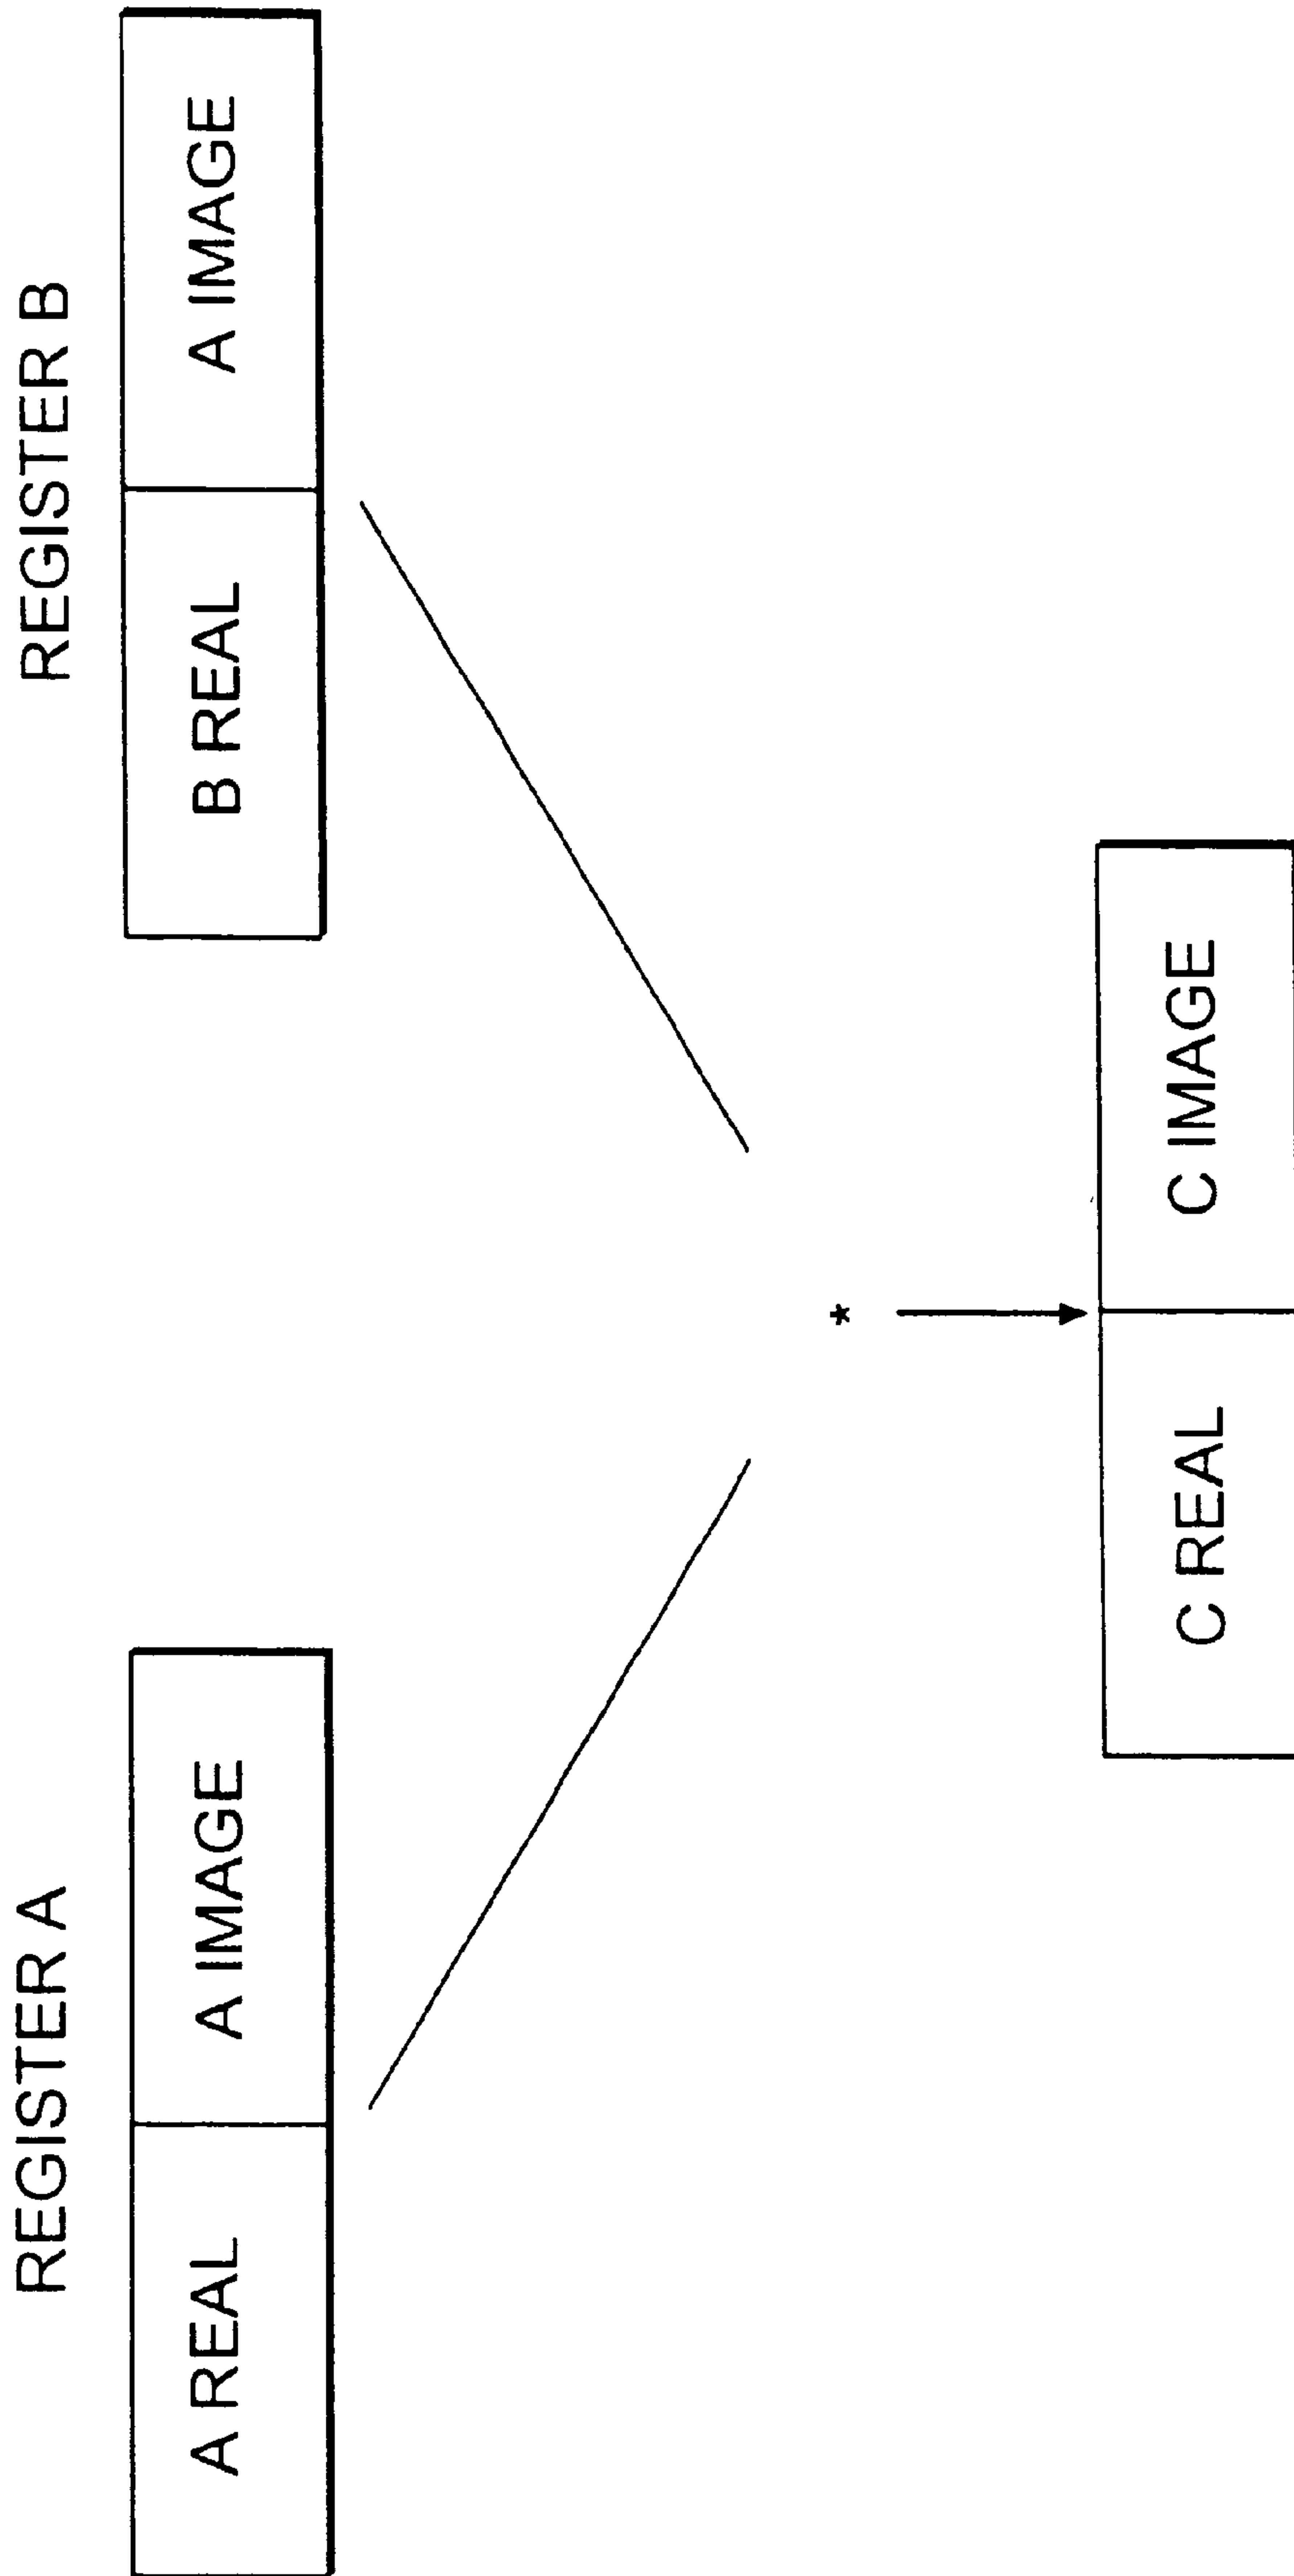 REGISTER A
REGISTER B
A REAL
A IMAGE
B REAL
A IMAGE
*
C REAL
C IMAGE